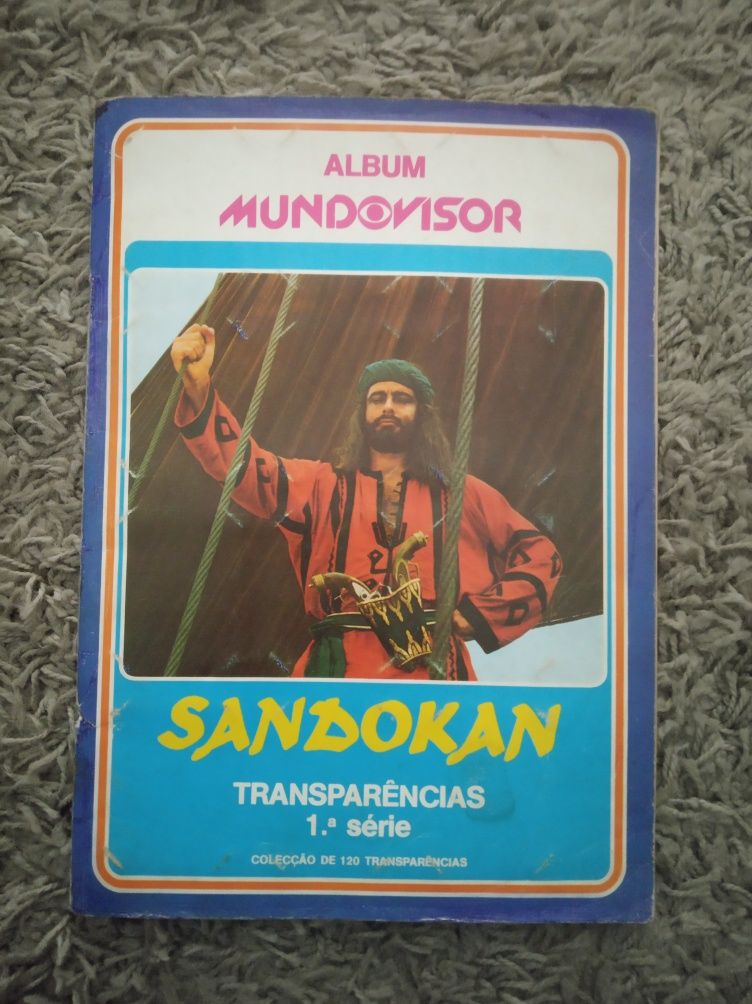 ALBUM
MUNDOVISOR
SANDOKAN
TRANSPARÊNCIAS
1.ª série
COLECÇÃO DE 120 TRANSPARÊNCIAS